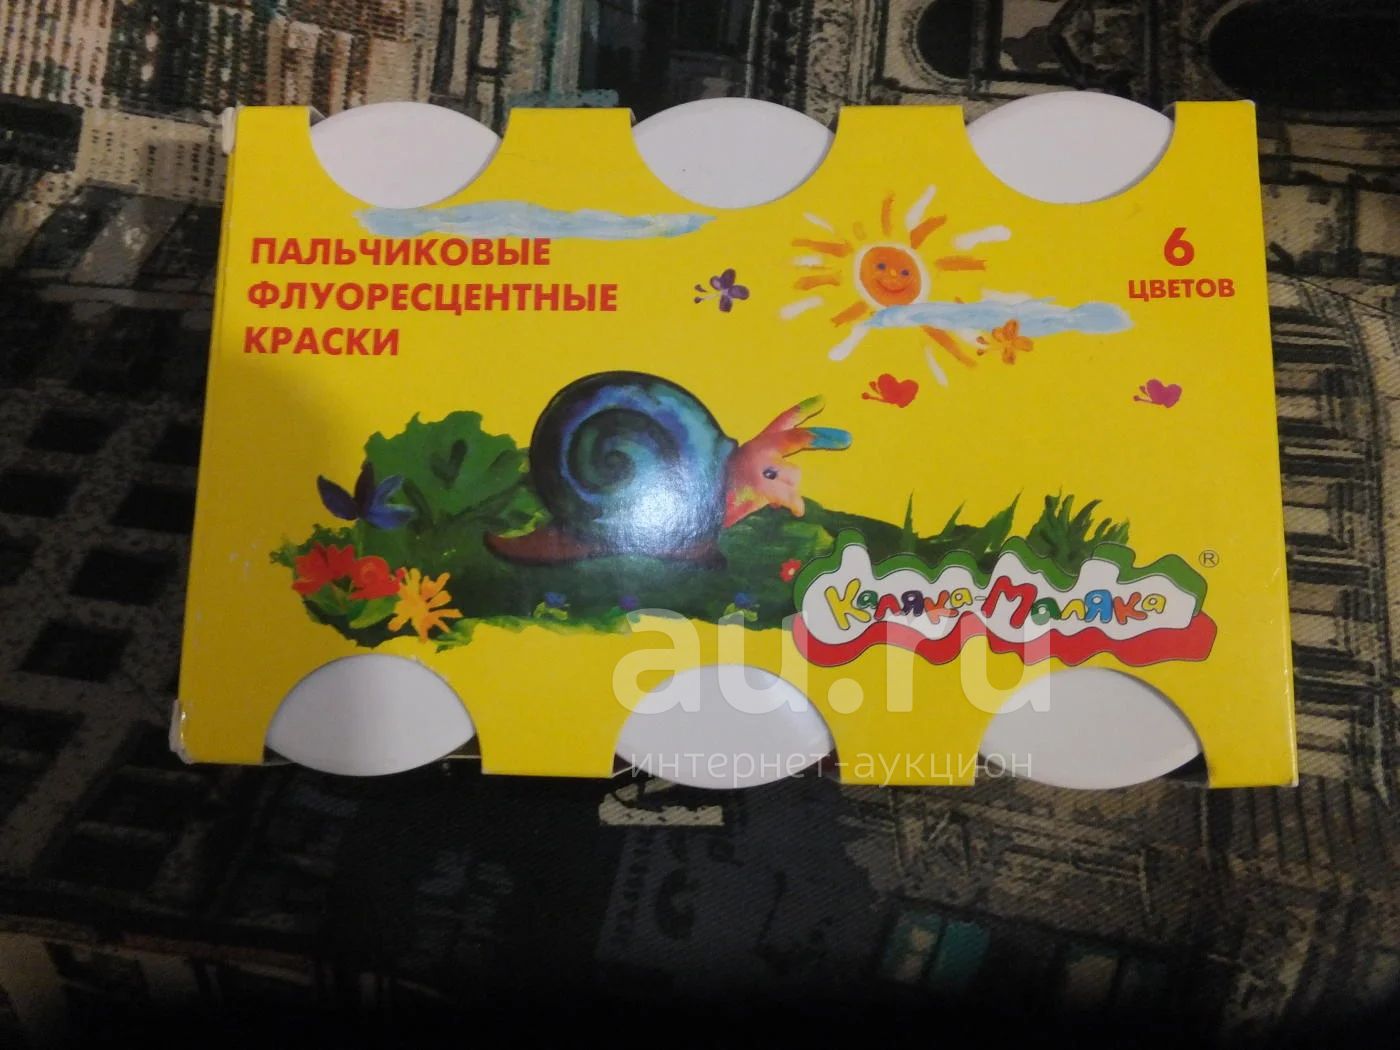 ПАЛЬЧИКОВЫЕ
ФЛУОРЕСЦЕНТНЫЕ
КРАСКИ
6
ЦВЕТОВ
Каляка-Маляка
®
au.ru
интернет-аукцион